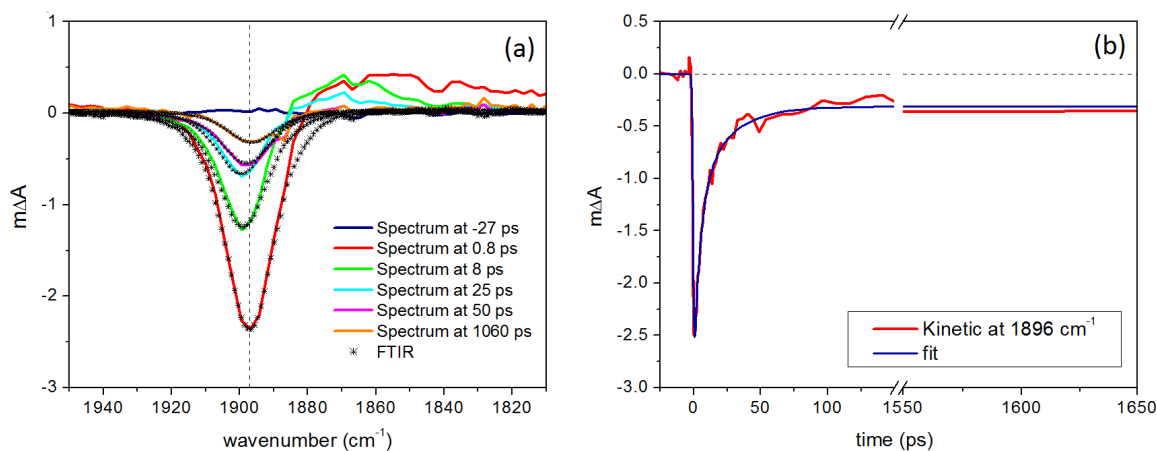 (a)
1
0
-1
-2
-3
mΔA
1940 1920 1900 1880 1860 1840 1820
wavenumber (cm-1)
Spectrum at -27 ps
Spectrum at 0.8 ps
Spectrum at 8 ps
Spectrum at 25 ps
Spectrum at 50 ps
Spectrum at 1060 ps
FTIR
(b)
0.5
0.0
-0.5
-1.0
-1.5
-2.0
-2.5
-3.0
mΔA
0 50 100 1550 1600 1650
time (ps)
Kinetic at 1896 cm-1
fit